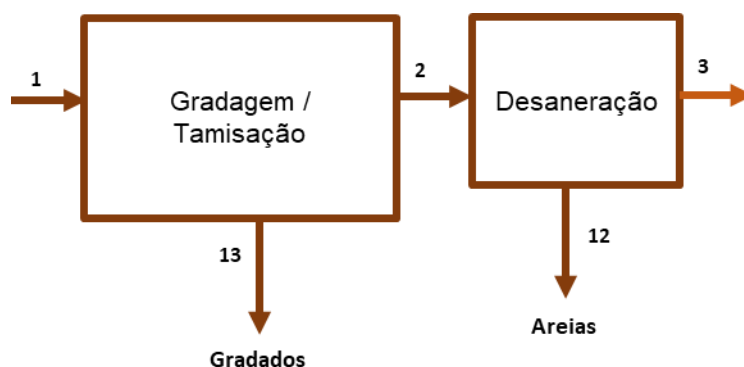 1
Gradagem /
Tamisação
2
Desaneração
3
13
Gradados
12
Areias